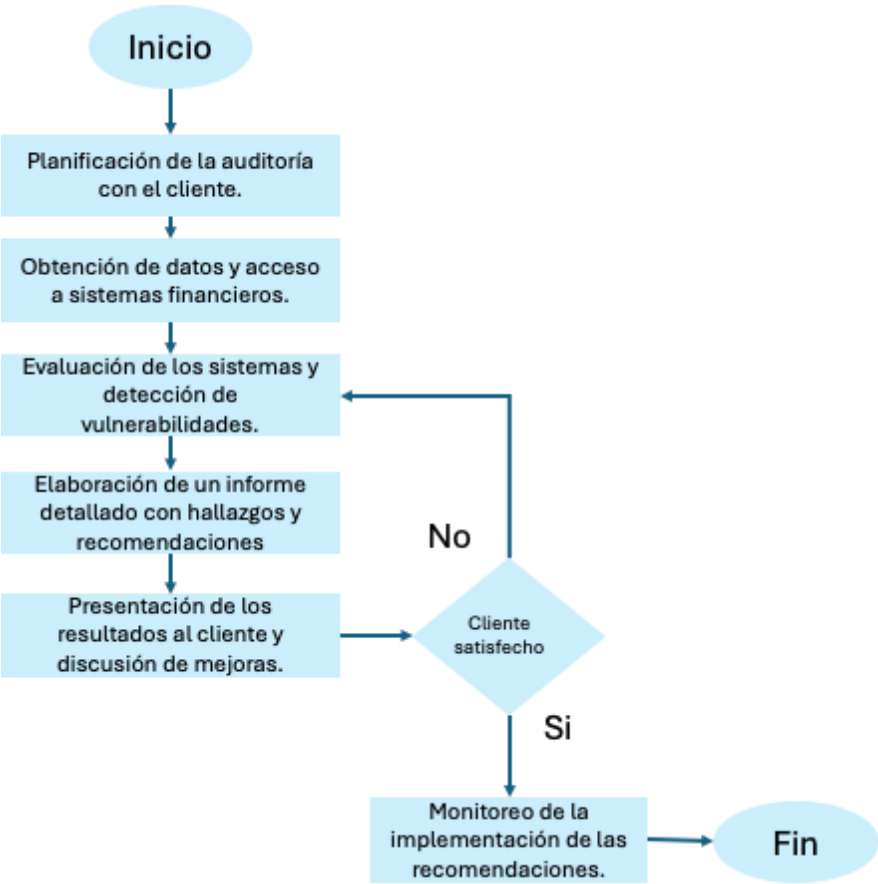 Inicio
Planificación de la auditoría
con el cliente.
Obtención de datos y acceso
a sistemas financieros.
Evaluación de los sistemas y
detección de
vulnerabilidades.
Elaboración de un informe
detallado con hallazgos y
recomendaciones
Presentación de los
resultados al cliente y
discusión de mejoras.
No
Cliente
satisfecho
Si
Monitoreo de la
implementación de las
recomendaciones.
Fin